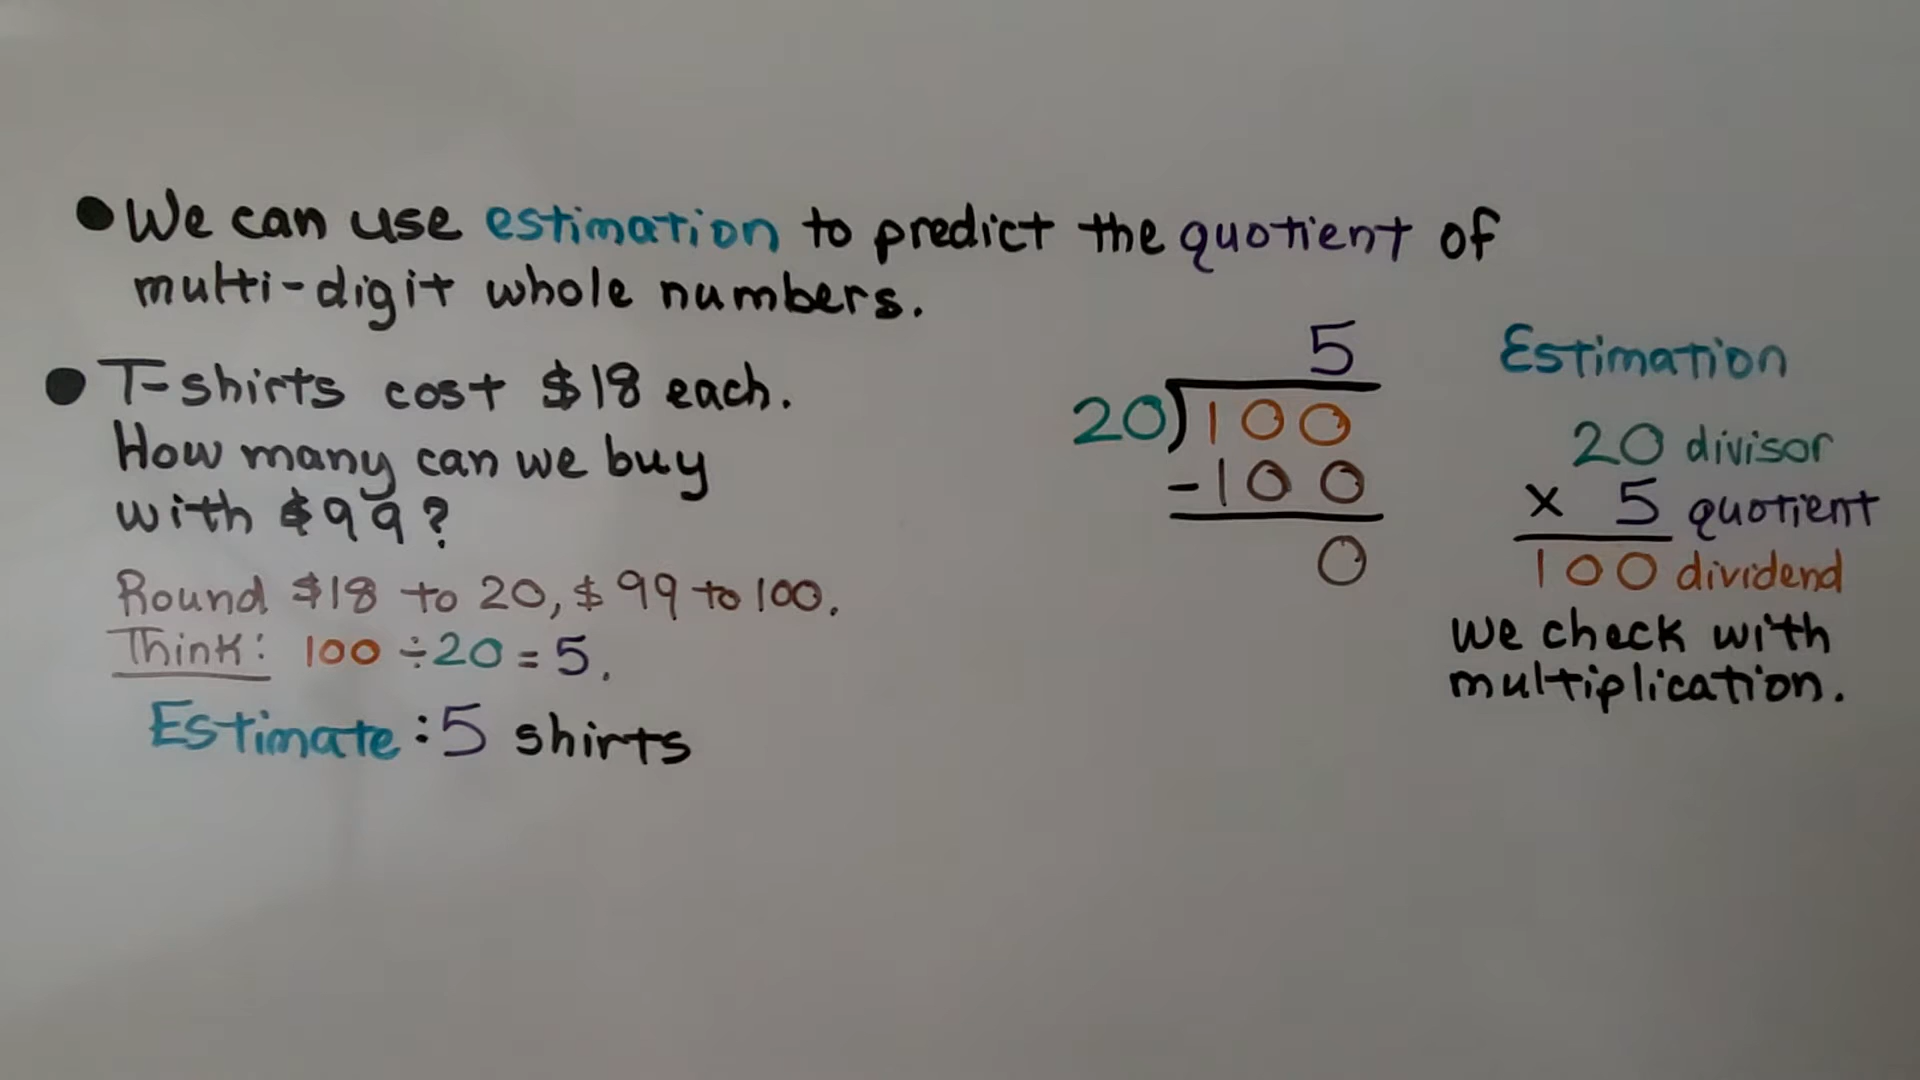 ● We can use estimation to predict the quotient of
multi-digit whole numbers.
● T-shirts cost $18 each.
How many can we buy
with $99?
Round $18 to 20, $99 to 100.
Think: 100 ÷ 20 = 5.
Estimate: 5 shirts
5
20)100
-100
0
Estimation
20 divisor
x 5 quotient
100 dividend
we check with
multiplication.